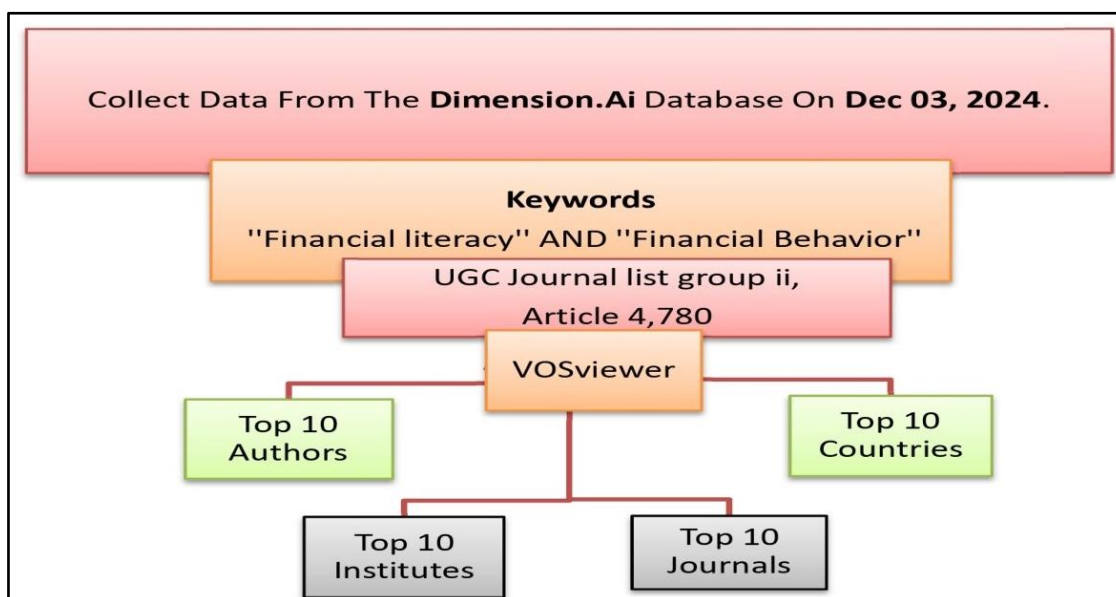 Collect Data From The Dimension.Ai Database On Dec 03, 2024.
Keywords
''Financial literacy'' AND ''Financial Behavior''
UGC Journal list group ii,
Article 4,780
VOSviewer
Top 10
Authors
Top 10
Countries
Top 10
Institutes
Top 10
Journals